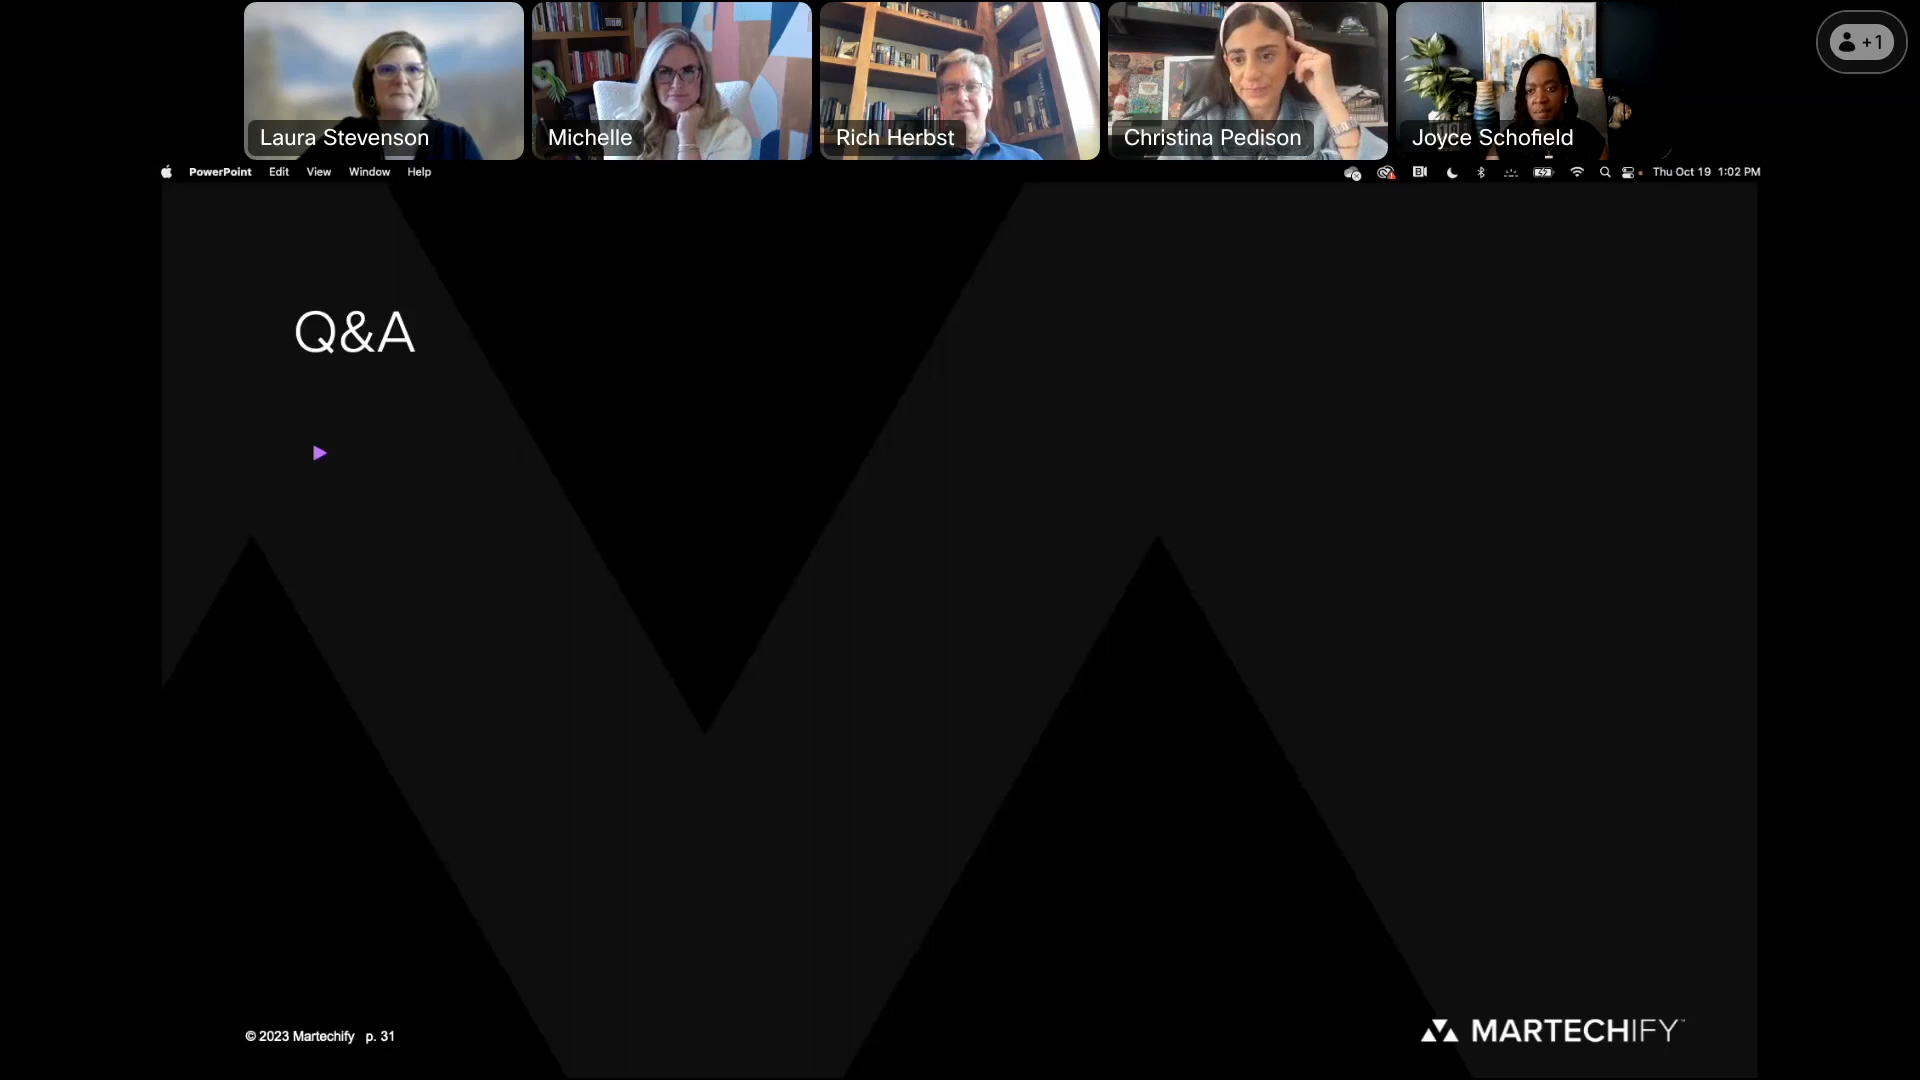 Laura Stevenson
Michelle
Rich Herbst
Christina Pedison
Joyce Schofield
+1
PowerPoint Edit View Window Help
Thu Oct 19 1:02 PM
Q&A
© 2023 Martechify p. 31
MARTECHIFY™